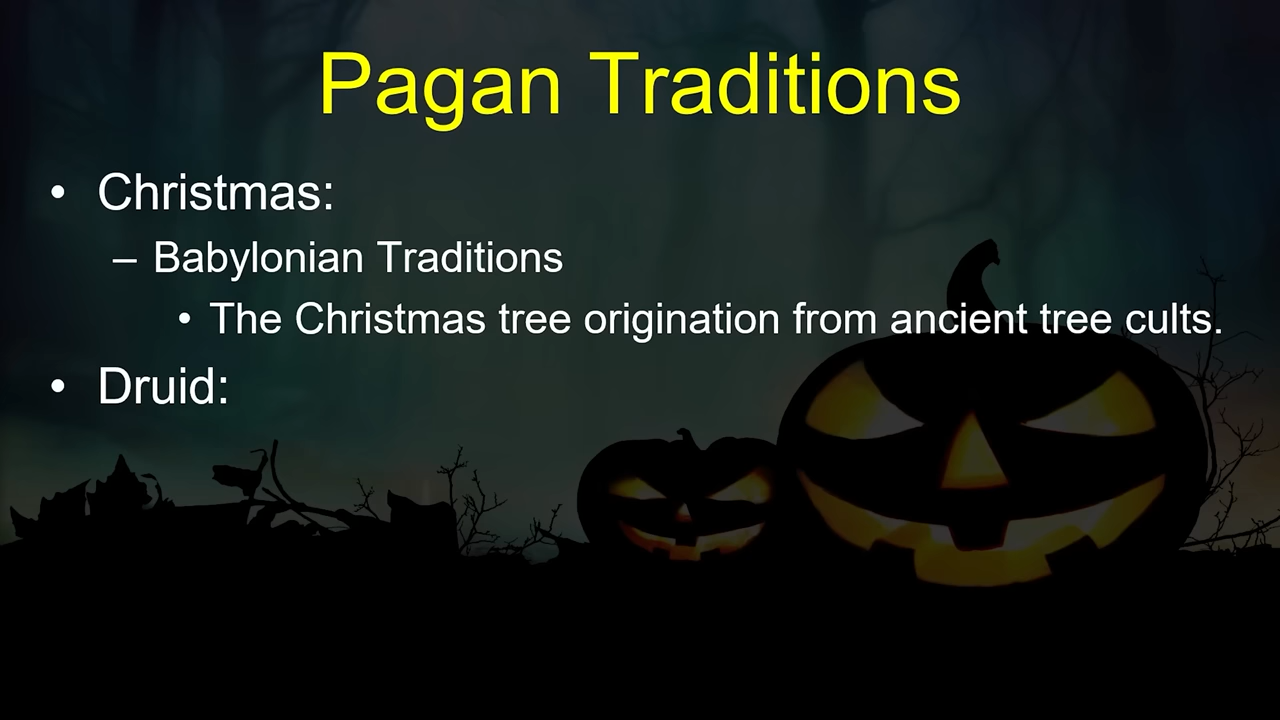 Pagan Traditions
• Christmas:
– Babylonian Traditions
• The Christmas tree origination from ancient tree cults.
• Druid: